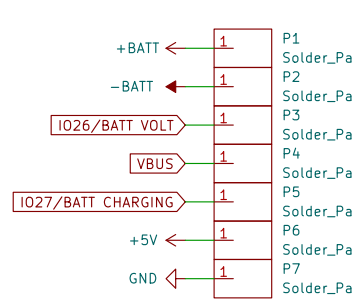 P1
+BATT 1
Solder_Pa
P2
-BATT 1
Solder_Pa
P3
IO26/BATT VOLT 1
Solder_Pa
P4
VBUS 1
Solder_Pa
P5
IO27/BATT CHARGING 1
Solder_Pa
P6
+5V 1
Solder_Pa
P7
GND 1
Solder_Pa